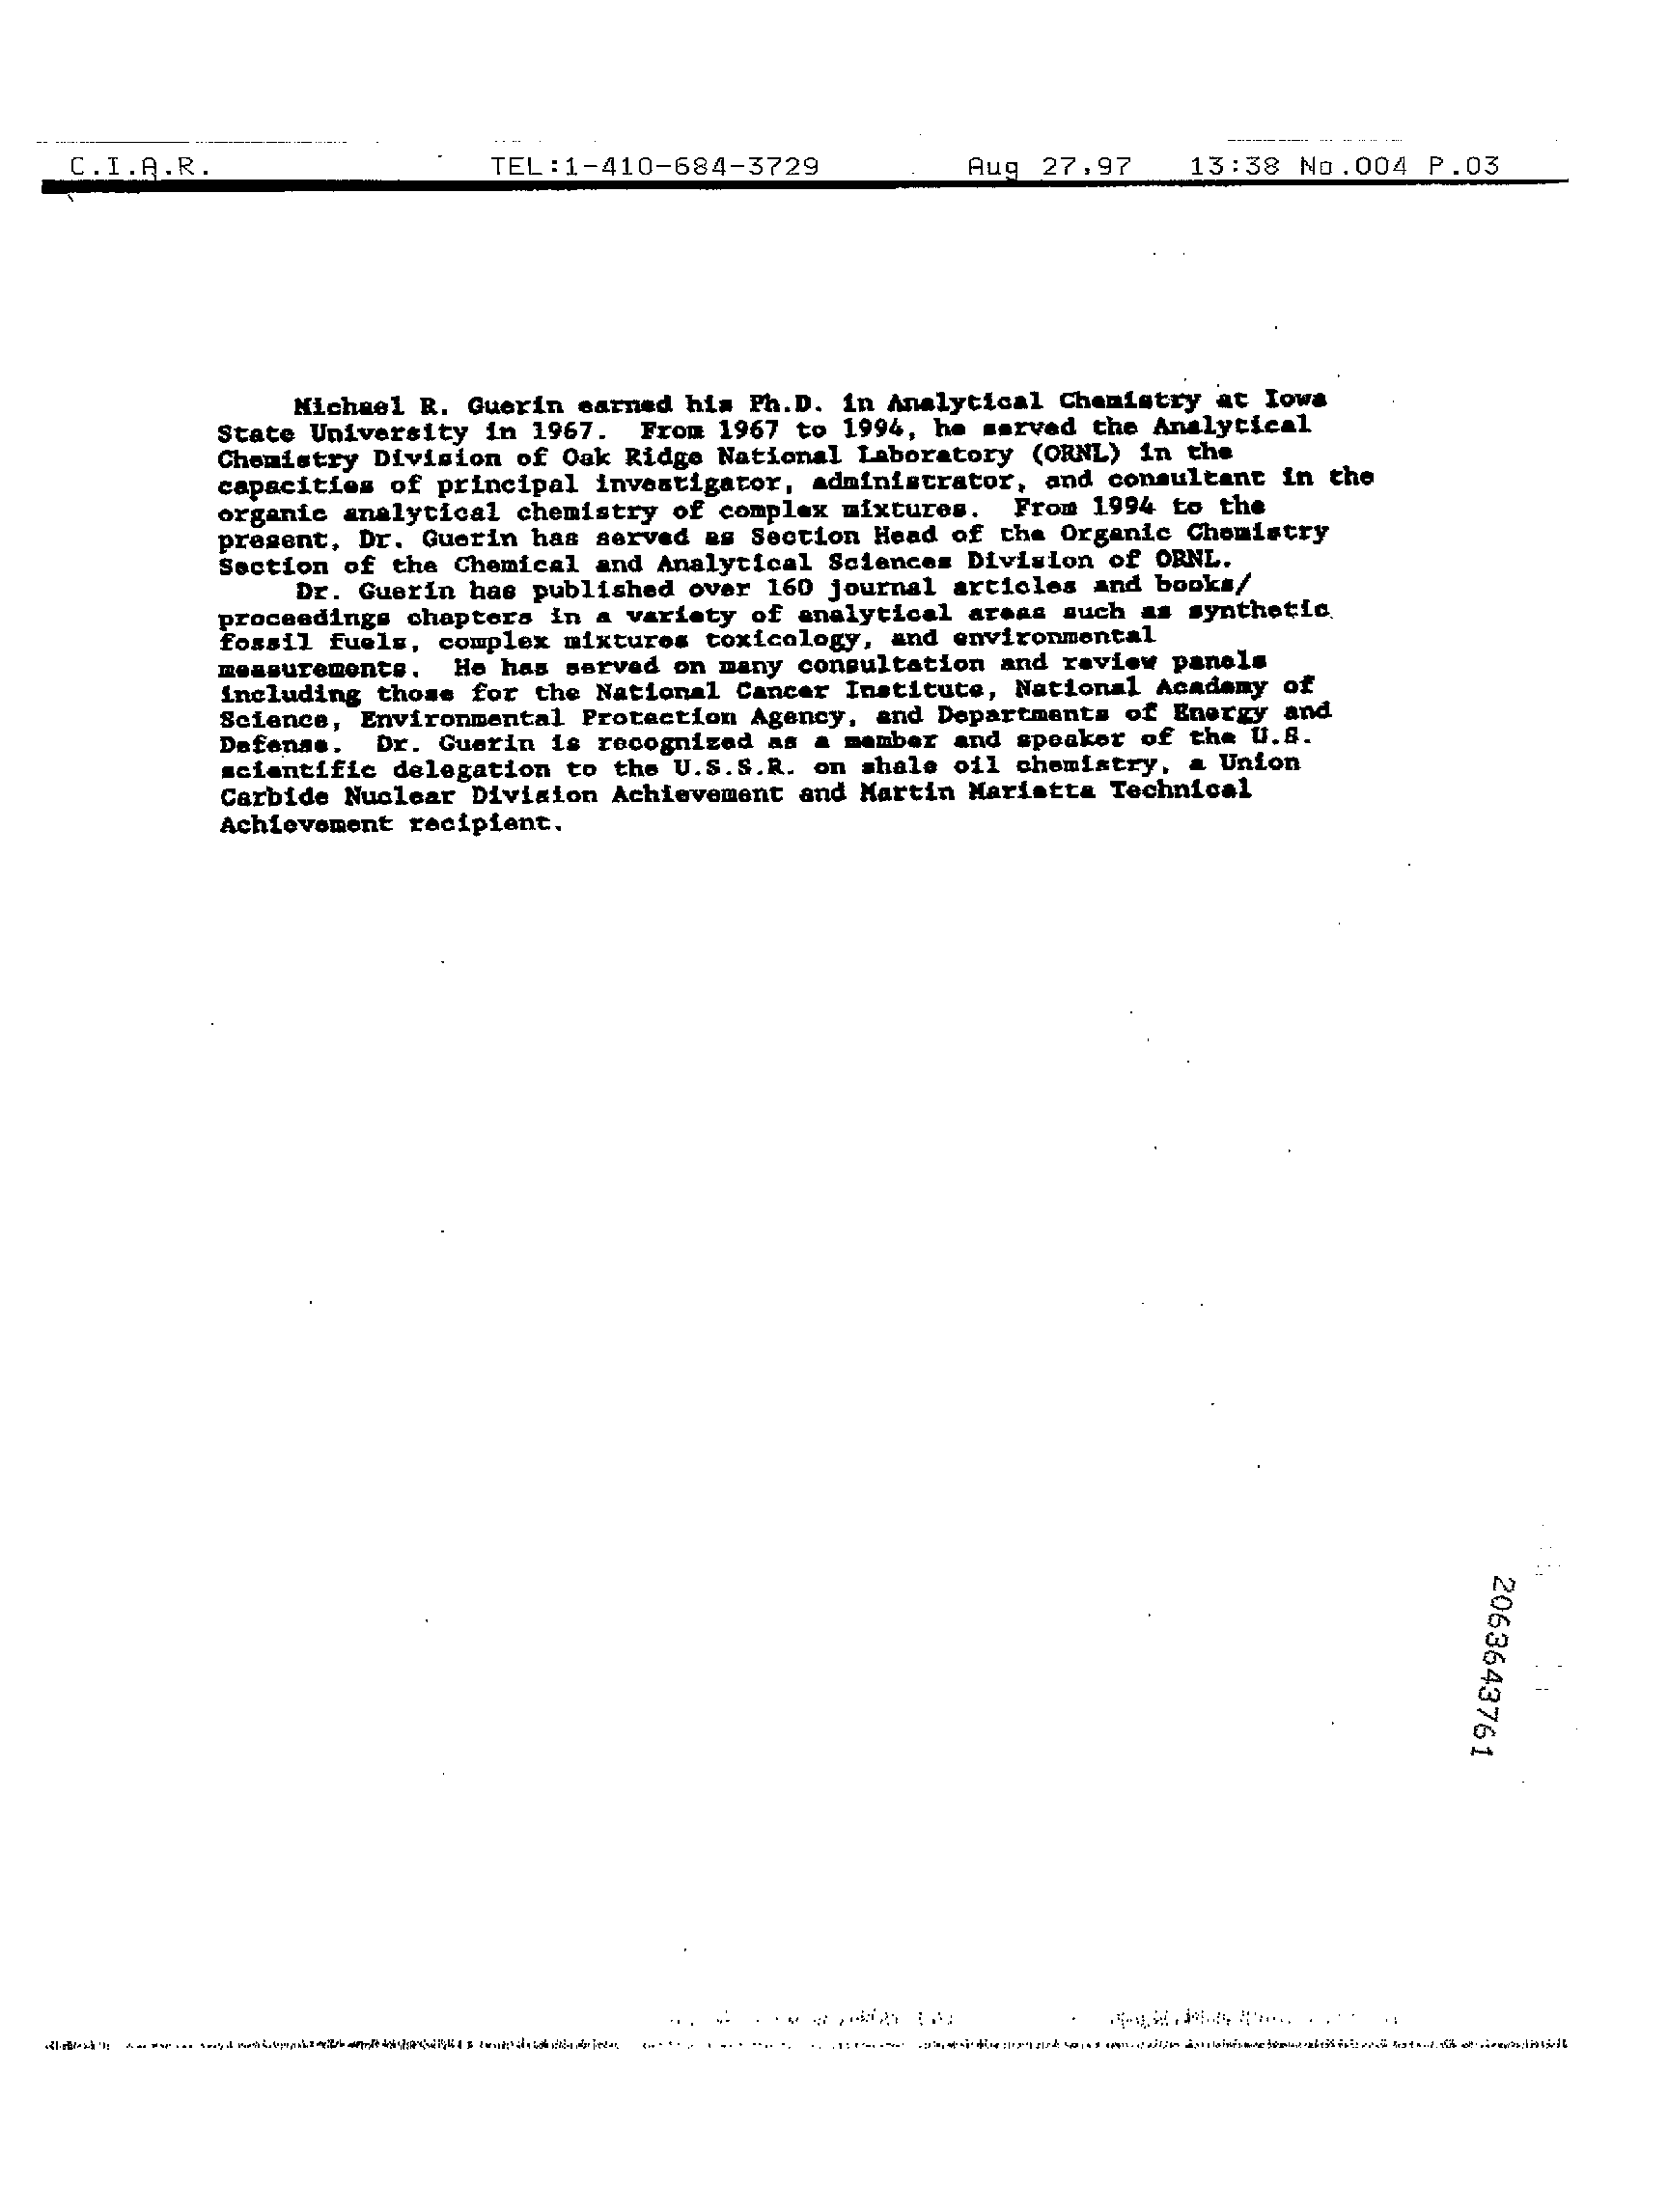 C.I.A.R. TEL:1-410-684-3729 Aug 27,97 13:38 No.004 P.03
Michael R. Guerin earned his Ph.D. in Analytical Chemistry at Iowa
State University in 1967. From 1967 to 1994, he served the Analytical
Chemistry Division of Oak Ridge National Laboratory (ORNL) in the
capacities of principal investigator, administrator, and consultant in the
organic analytical chemistry of complex mixtures. From 1994 to the
present, Dr. Guerin has served as Section Head of the Organic Chemistry
Section of the Chemical and Analytical Sciences Division of ORNL.
Dr. Guerin has published over 160 journal articles and books/
proceedings chapters in a variety of analytical areas such as synthetic
fossil fuels, complex mixtures toxicology, and environmental
measurements. He has served on many consultation and review panels
including those for the National Cancer Institute, National Academy of
Science, Environmental Protection Agency, and Departments of Energy and
Defense. Dr. Guerin is recognized as a member and speaker of the U.S.
scientific delegation to the U.S.S.R. on shale oil chemistry, a Union
Carbide Nuclear Division Achievement and Martin Marietta Technical
Achievement recipient.
2063643761